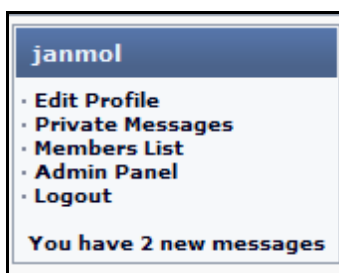 janmol
· Edit Profile
· Private Messages
· Members List
· Admin Panel
· Logout
You have 2 new messages